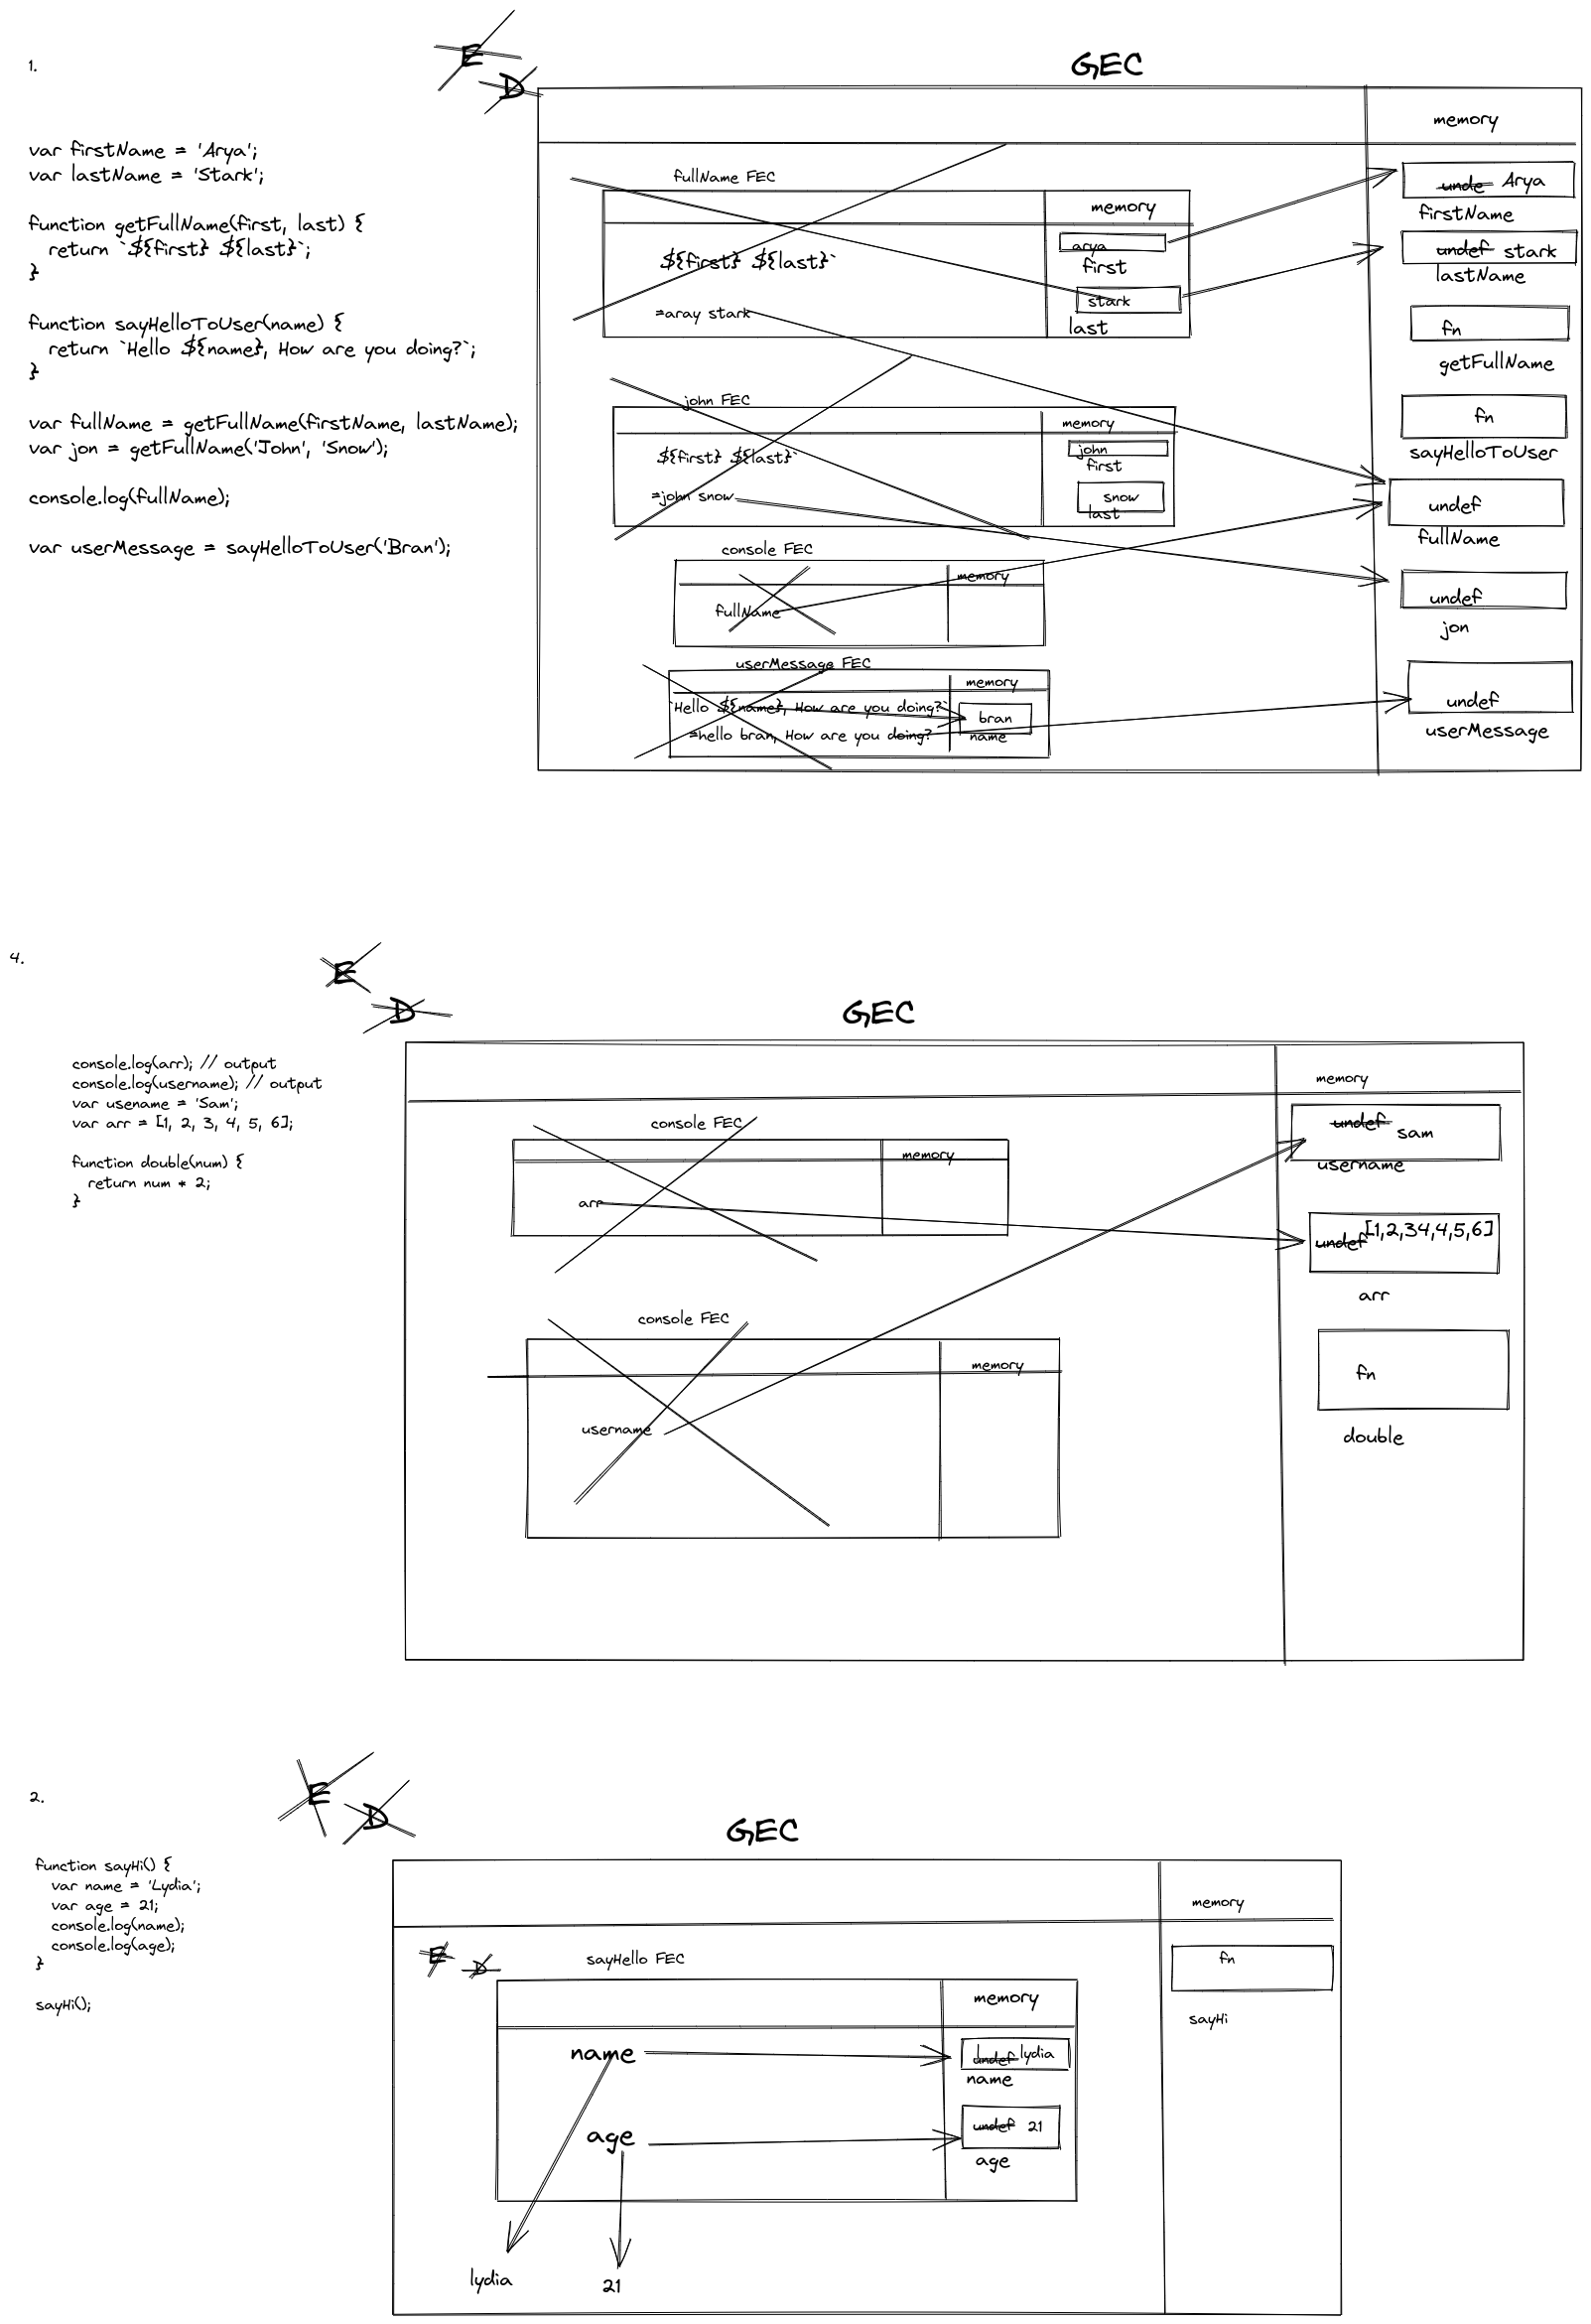 1.
E
D
GEC
var firstName = 'Arya';
var lastName = 'Stark';
function getFullName(first, last) {
return `${first} ${last}`;
}
function sayHelloToUser(name) {
return `Hello ${name}, How are you doing?`;
}
var fullName = getFullName(firstName, lastName);
var jon = getFullName('John', 'Snow');
console.log(fullName);
var userMessage = sayHelloToUser('Bran');
memory
fullName FEC
memory
${first} ${last}`
=aray stark
arya
first
stark
last
john FEC
memory
${first} ${last}`
=john snow
john
first
snow
last
console FEC
memory
fullName
userMessage FEC
memory
`Hello ${name}, How are you doing?`
=hello bran, How are you doing?
bran
name
unde Arya
firstName
undef stark
lastName
fn
getFullName
fn
sayHelloToUser
undef
fullName
undef
jon
undef
userMessage
4.
E
D
GEC
console.log(arr); // output
console.log(username); // output
var usename = 'Sam';
var arr = [1, 2, 3, 4, 5, 6];
function double(num) {
return num * 2;
}
memory
console FEC
memory
arr
console FEC
memory
username
undef sam
username
undef [1,2,34,4,5,6]
arr
fn
double
2.
E
D
GEC
function sayHi() {
var name = 'Lydia';
var age = 21;
console.log(name);
console.log(age);
}
sayHi();
memory
E
D
sayHello FEC
memory
name
undef lydia
name
age
undef 21
age
lydia
21
fn
sayHi